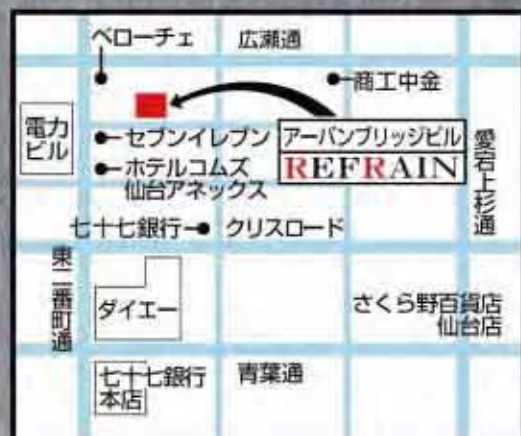 ベローチェ
広瀬通
商工中金
電力
ビル
セブンイレブン
アーバンブリッジビル
REFRAIN
ホテルコムズ
仙台アネックス
愛宕上杉通
七十七銀行
クリスロード
東二番町通
ダイエー
さくら野百貨店
仙台店
七十七銀行
本店
青葉通